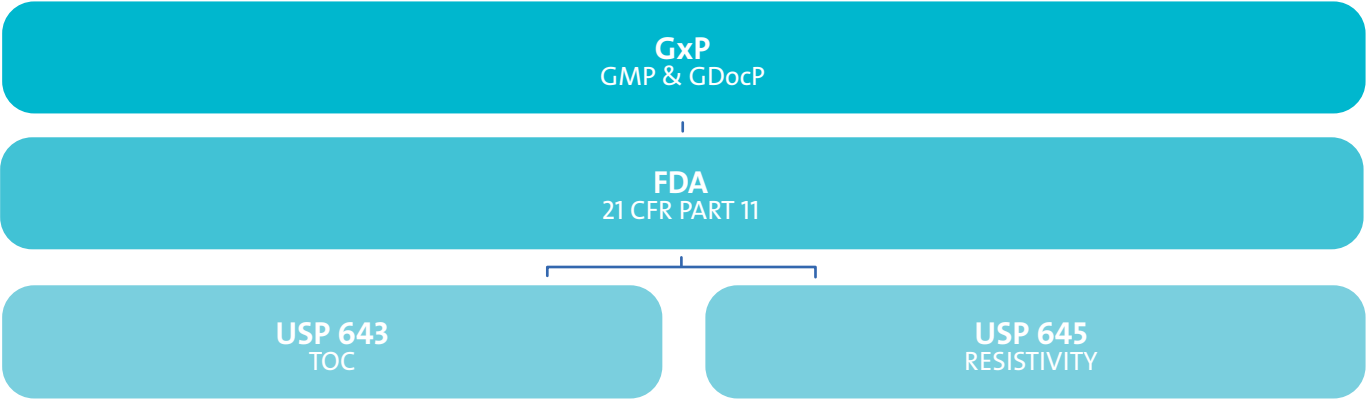 GxP
GMP & GDocP
FDA
21 CFR PART 11
USP 643
TOC
USP 645
RESISTIVITY